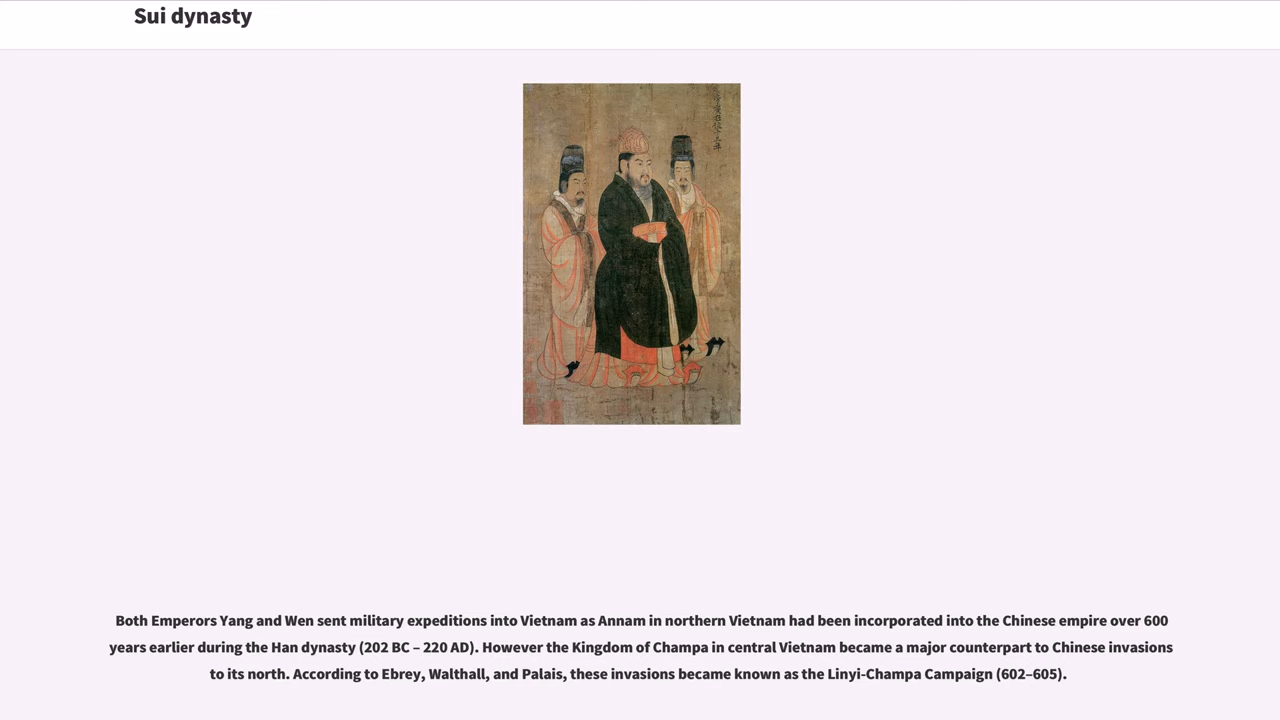 Sui dynasty
Both Emperors Yang and Wen sent military expeditions into Vietnam as Annam in northern Vietnam had been incorporated into the Chinese empire over 600
years earlier during the Han dynasty (202 BC – 220 AD). However the Kingdom of Champa in central Vietnam became a major counterpart to Chinese invasions
to its north. According to Ebrey, Walthall, and Palais, these invasions became known as the Linyi-Champa Campaign (602–605).